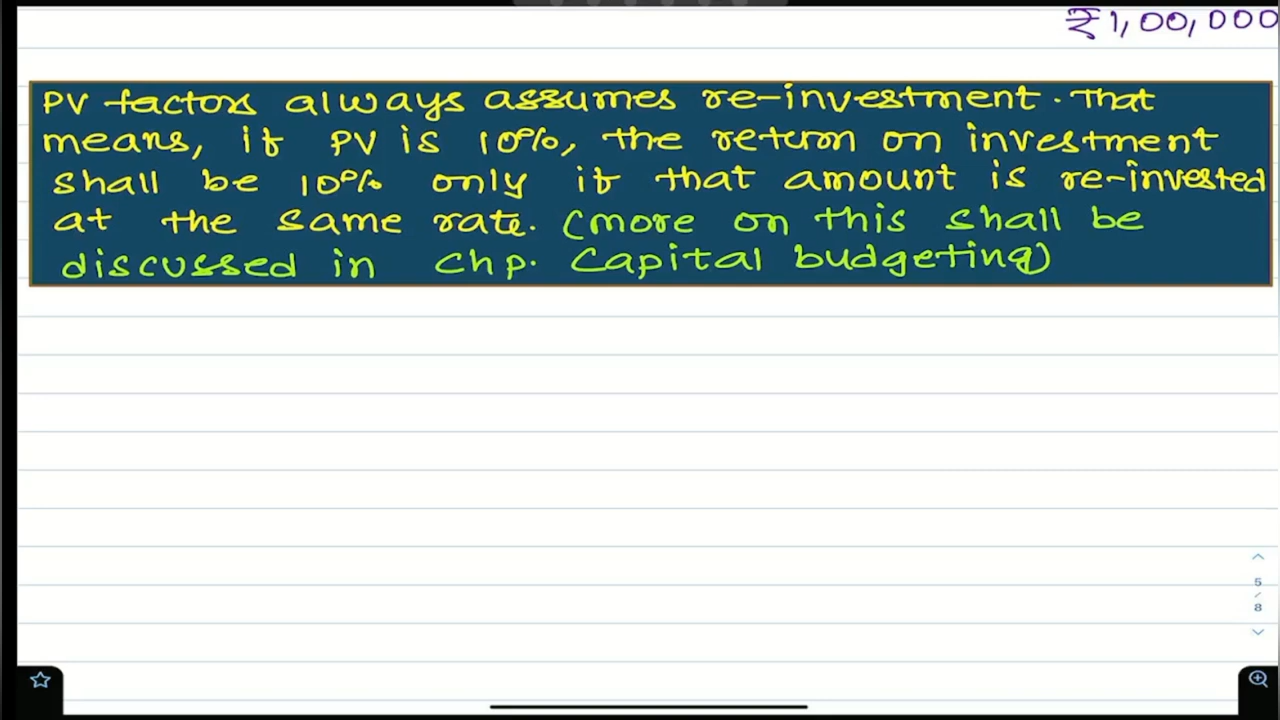 ₹1,00,000
PV factors always assumes re-investment. That
means, if PV is 10%, the return on investment
shall be 10% only if that amount is re-invested
at the same rate. (more on this shall be
discussed in chp. Capital budgeting)
5
/
8